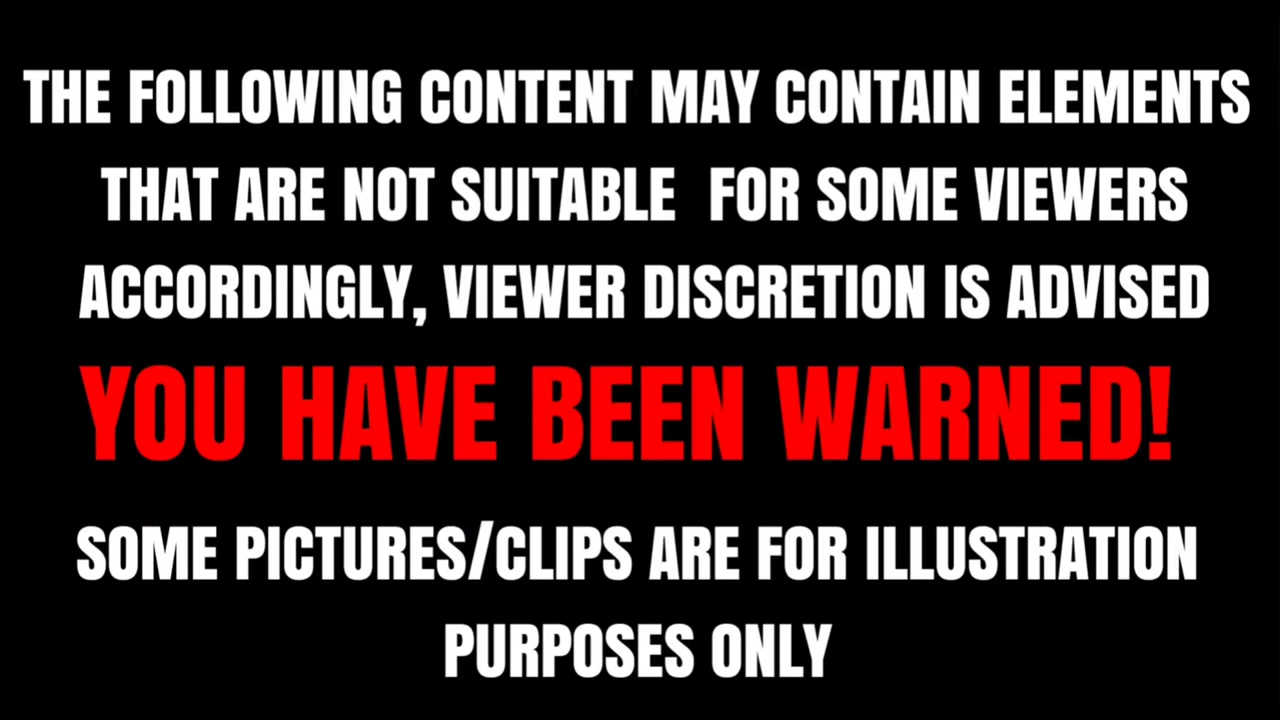 THE FOLLOWING CONTENT MAY CONTAIN ELEMENTS
THAT ARE NOT SUITABLE FOR SOME VIEWERS
ACCORDINGLY, VIEWER DISCRETION IS ADVISED
YOU HAVE BEEN WARNED!
SOME PICTURES/CLIPS ARE FOR ILLUSTRATION
PURPOSES ONLY